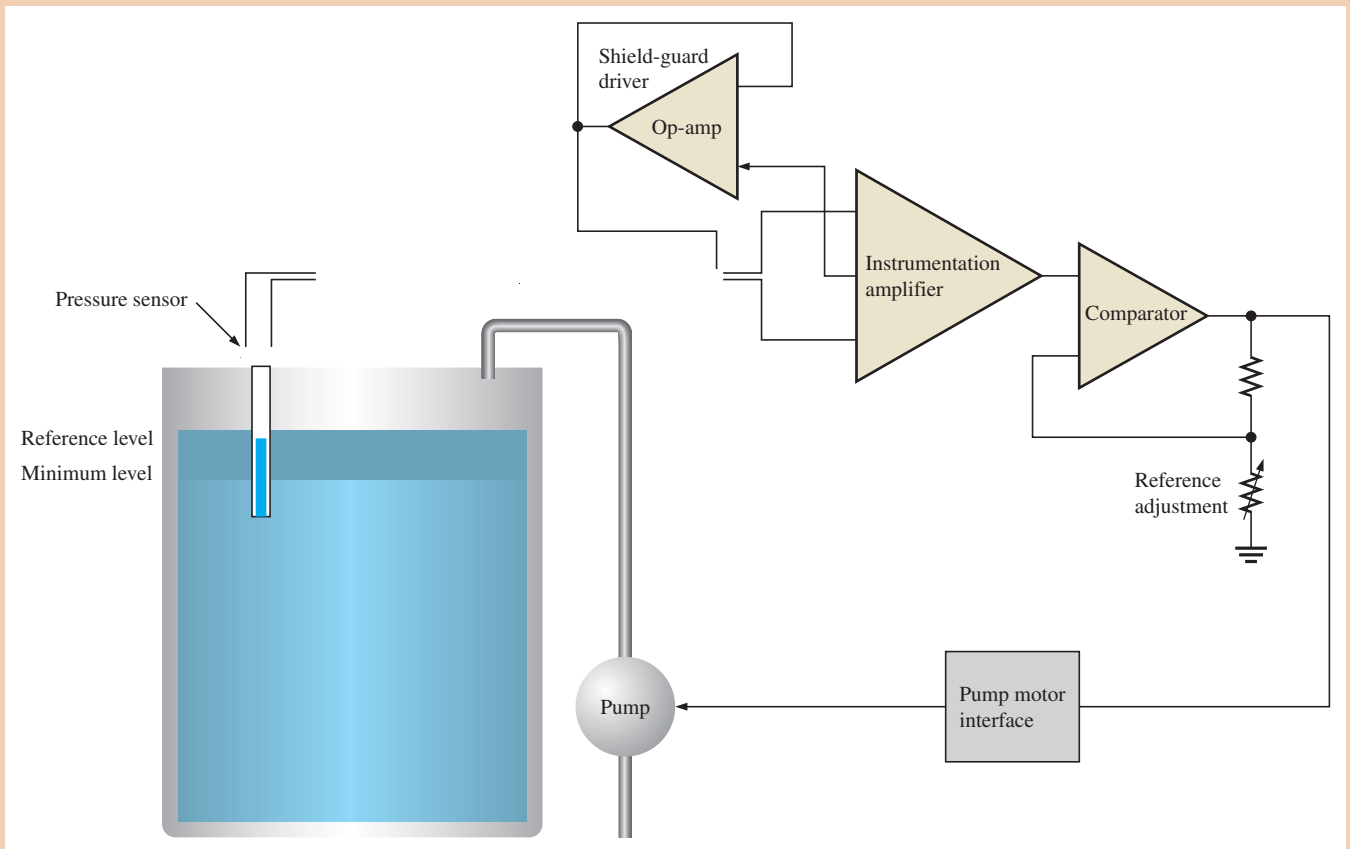 Shield-guard
driver
Op-amp
Instrumentation
amplifier
Pressure sensor
Comparator
Reference level
Minimum level
Reference
adjustment
Pump motor
interface
Pump